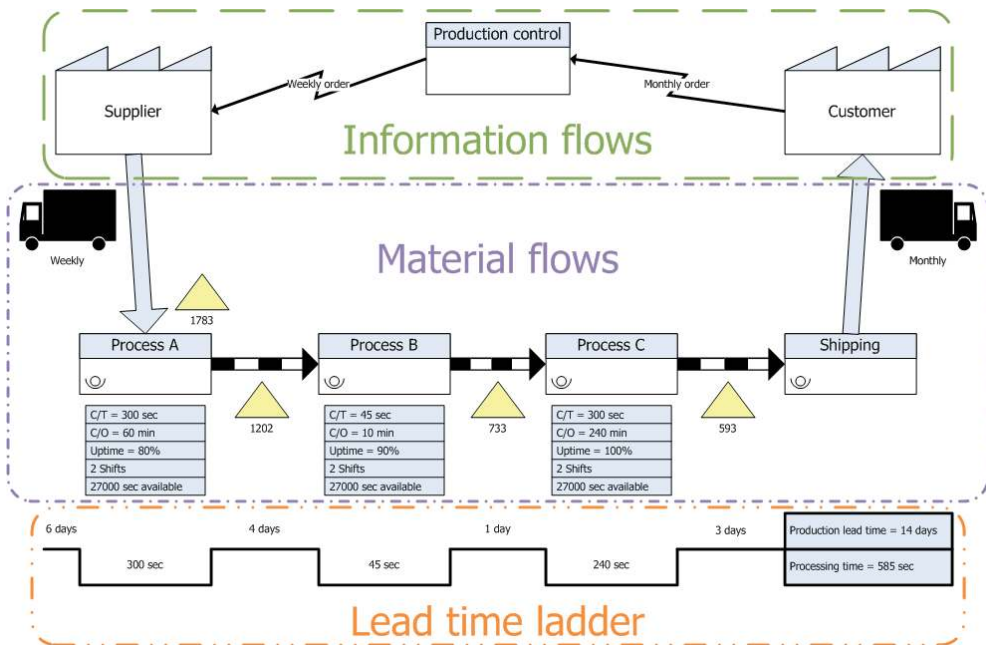 Production control
Supplier
Weekly order
Monthly order
Customer
Information flows
Weekly
Material flows
Monthly
1783
Process A
Process B
Process C
Shipping
1202
733
593
C/T = 300 sec
C/O = 60 min
Uptime = 80%
2 Shifts
27000 sec available
C/T = 45 sec
C/O = 10 min
Uptime = 90%
2 Shifts
27000 sec available
C/T = 300 sec
C/O = 240 min
Uptime = 100%
2 Shifts
27000 sec available
6 days
4 days
1 day
3 days
Production lead time = 14 days
300 sec
45 sec
240 sec
Processing time = 585 sec
Lead time ladder